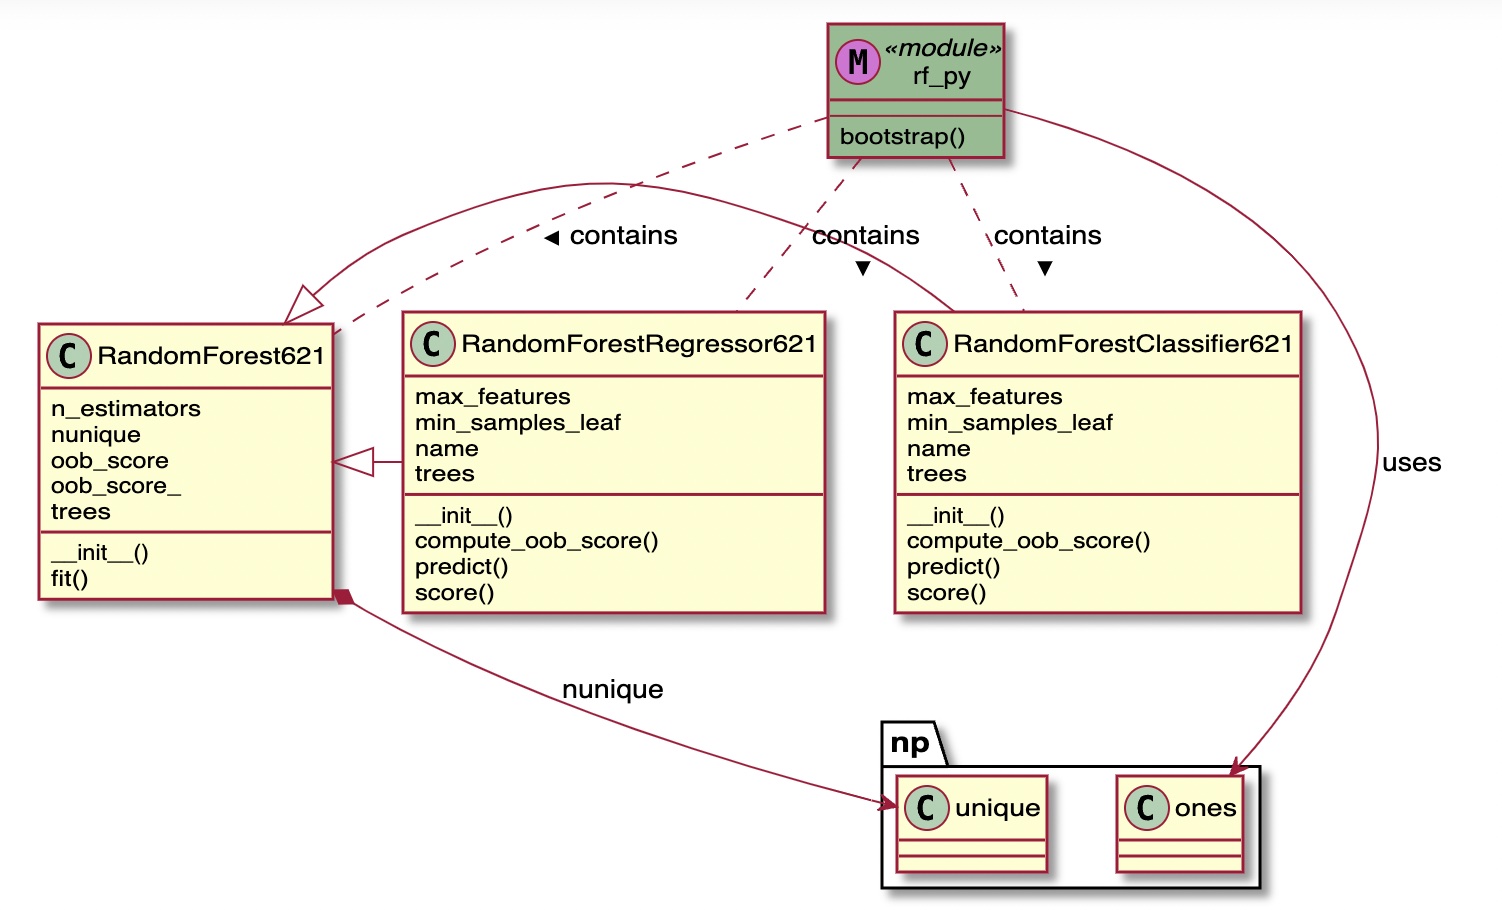 M
«module»
rf_py
bootstrap()
◄ contains
contains
▼
contains
▼
C RandomForest621
n_estimators
nunique
oob_score
oob_score_
trees
__init__()
fit()
C RandomForestRegressor621
max_features
min_samples_leaf
name
trees
__init__()
compute_oob_score()
predict()
score()
C RandomForestClassifier621
max_features
min_samples_leaf
name
trees
__init__()
compute_oob_score()
predict()
score()
uses
nunique
np
C unique
C ones